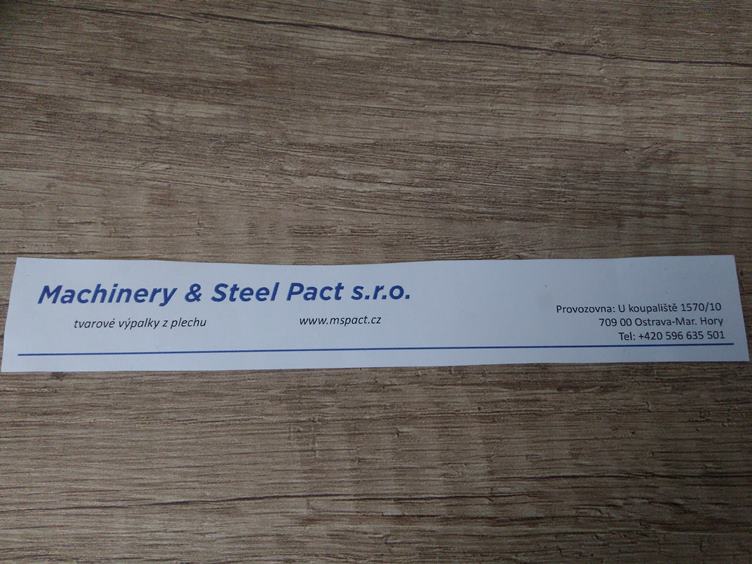 Machinery & Steel Pact s.r.o.
tvarové výpalky z plechu
www.mspact.cz
Provozovna: U koupaliště 1570/10
709 00 Ostrava-Mar. Hory
Tel: +420 596 635 501